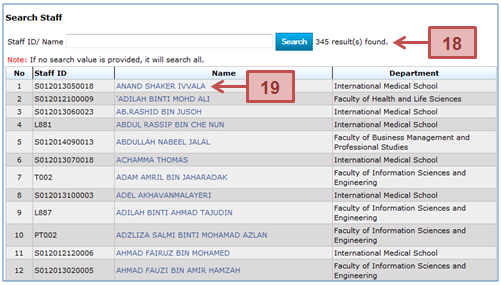 Search Staff
Staff ID/ Name Search 345 result(s) found. 18
Note: If no search value is provided, it will search all.
No Staff ID Name Department
1 S012013050018 ANAND SHAKER IVVALA 19 International Medical School
2 S012012100009 'ADILAH BINTI MOHD ALI Faculty of Health and Life Sciences
3 S012013060023 AB.RASHID BIN JUSOH International Medical School
4 L881 ABDUL RASSIP BIN CHE NUN International Medical School
5 S012014090013 ABDULLAH NABEEL JALAL Faculty of Business Management and
Professional Studies
6 S012013070018 ACHAMMA THOMAS International Medical School
7 T002 ADAM AMRIL BIN JAHARADAK Faculty of Information Sciences and
Engineering
8 S012013100003 ADEL AKHAVANMALAYERI International Medical School
9 L887 ADILAH BINTI AHMAD TAJUDIN Faculty of Information Sciences and
Engineering
10 PT002 ADZLIZA SALMI BINTI MOHAMAD AZLAN Faculty of Information Sciences and
Engineering
11 S012012120006 AHMAD FAIRUZ BIN MOHAMED International Medical School
12 S012013020005 AHMAD FAUZI BIN AMIR HAMZAH Faculty of Information Sciences and
Engineering